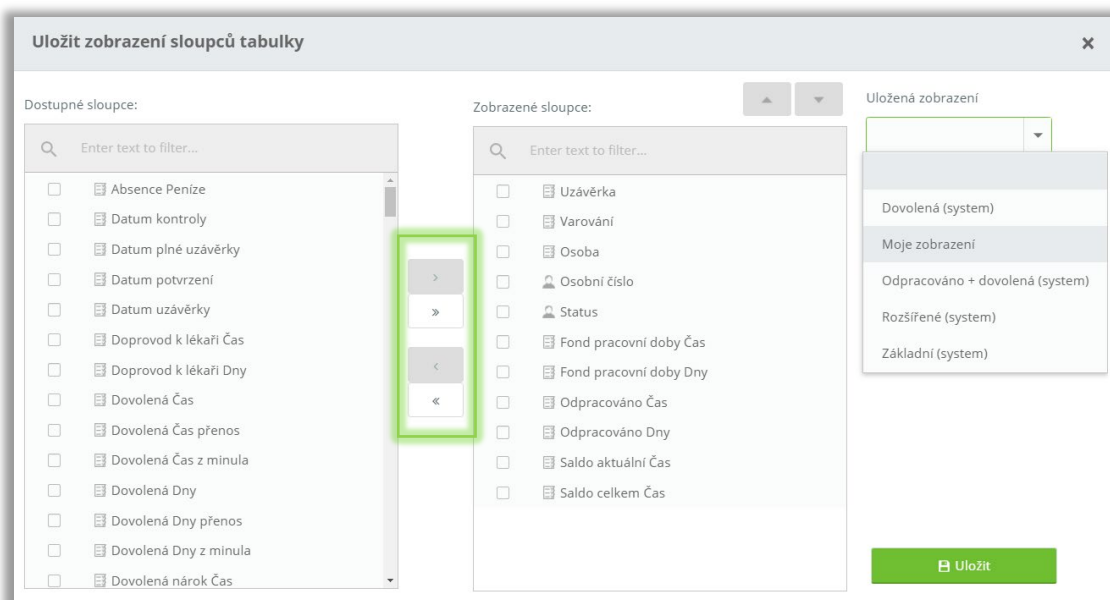 Uložit zobrazení sloupců tabulky
Dostupné sloupce:
Enter text to filter...
Absence Peníze
Datum kontroly
Datum plné uzávěrky
Datum potvrzení
Datum uzávěrky
Doprovod k lékaři Čas
Doprovod k lékaři Dny
Dovolená Čas
Dovolená Čas přenos
Dovolená Čas z minula
Dovolená Dny
Dovolená Dny přenos
Dovolená Dny z minula
Dovolená nárok Čas
Zobrazené sloupce:
Enter text to filter...
Uzávěrka
Varování
Osoba
Osobní číslo
Status
Fond pracovní doby Čas
Fond pracovní doby Dny
Odpracováno Čas
Odpracováno Dny
Saldo aktuální Čas
Saldo celkem Čas
Uložená zobrazení
Dovolená (system)
Moje zobrazení
Odpracováno + dovolená (system)
Rozšířené (system)
Základní (system)
Uložit